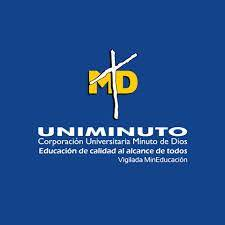 MD
UNIMINUTO
Corporación Universitaria Minuto de Dios
Educación de calidad al alcance de todos
Vigilada MinEducación